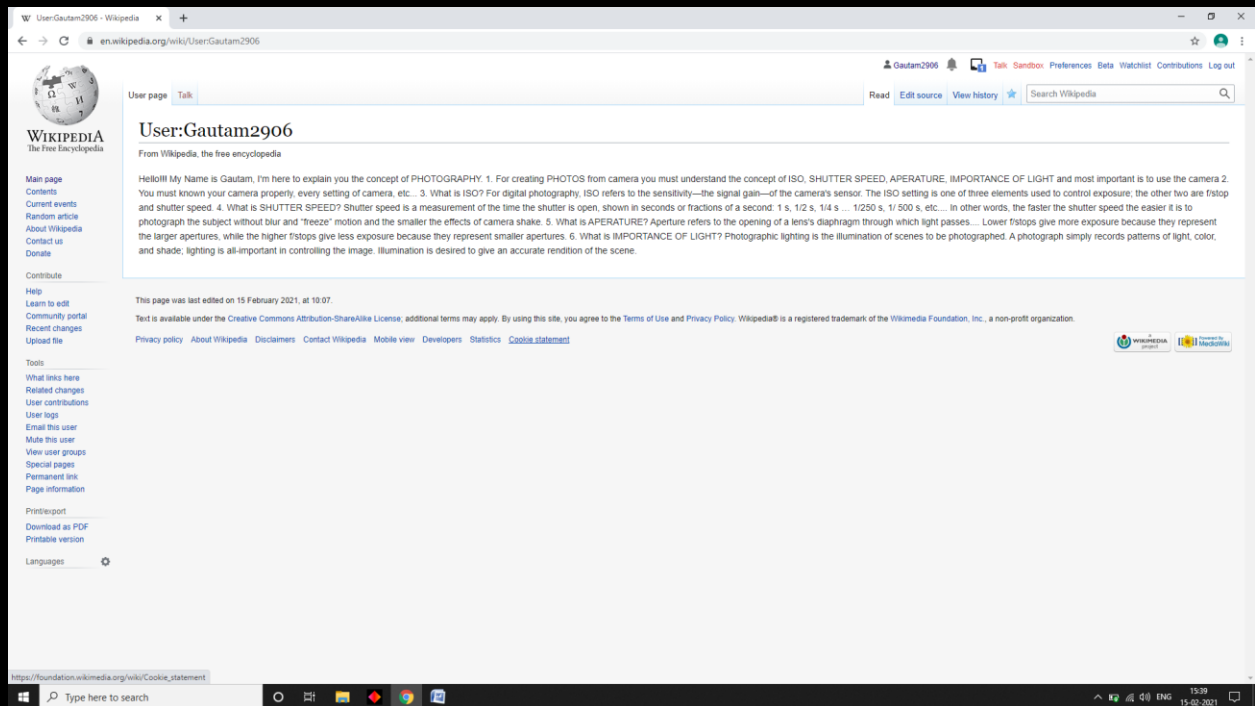 User:Gautam2906 - Wikipedia
en.wikipedia.org/wiki/User:Gautam2906
Gautam2906 1 Talk Sandbox Preferences Beta Watchlist Contributions Log out
User page Talk
Read Edit source View history Search Wikipedia
WIKIPEDIA
The Free Encyclopedia
User:Gautam2906
From Wikipedia, the free encyclopedia
Hello!!! My Name is Gautam, I'm here to explain you the concept of PHOTOGRAPHY. 1. For creating PHOTOS from camera you must understand the concept of ISO, SHUTTER SPEED, APERATURE, IMPORTANCE OF LIGHT and most important is to use the camera 2.
You must known your camera properly, every setting of camera, etc... 3. What is ISO? For digital photography, ISO refers to the sensitivity—the signal gain—of the camera's sensor. The ISO setting is one of three elements used to control exposure; the other two are f/stop
and shutter speed. 4. What is SHUTTER SPEED? Shutter speed is a measurement of the time the shutter is open, shown in seconds or fractions of a second: 1 s, 1/2 s, 1/4 s … 1/250 s, 1/ 500 s, etc.... In other words, the faster the shutter speed the easier it is to
photograph the subject without blur and “freeze” motion and the smaller the effects of camera shake. 5. What is APERATURE? Aperture refers to the opening of a lens's diaphragm through which light passes.... Lower f/stops give more exposure because they represent
the larger apertures, while the higher f/stops give less exposure because they represent smaller apertures. 6. What is IMPORTANCE OF LIGHT? Photographic lighting is the illumination of scenes to be photographed. A photograph simply records patterns of light, color,
and shade; lighting is all-important in controlling the image. Illumination is desired to give an accurate rendition of the scene.
Main page
Contents
Current events
Random article
About Wikipedia
Contact us
Donate
Contribute
Help
Learn to edit
Community portal
Recent changes
Upload file
Tools
What links here
Related changes
User contributions
User logs
Email this user
Mute this user
View user groups
Special pages
Permanent link
Page information
Print/export
Download as PDF
Printable version
Languages
This page was last edited on 15 February 2021, at 10:07.
Text is available under the Creative Commons Attribution-ShareAlike License; additional terms may apply. By using this site, you agree to the Terms of Use and Privacy Policy. Wikipedia® is a registered trademark of the Wikimedia Foundation, Inc., a non-profit organization.
Privacy policy About Wikipedia Disclaimers Contact Wikipedia Mobile view Developers Statistics Cookie statement
A WIKIMEDIA project
Powered By MediaWiki
https://foundation.wikimedia.org/wiki/Cookie_statement
Type here to search
ENG
15:39
15-02-2021